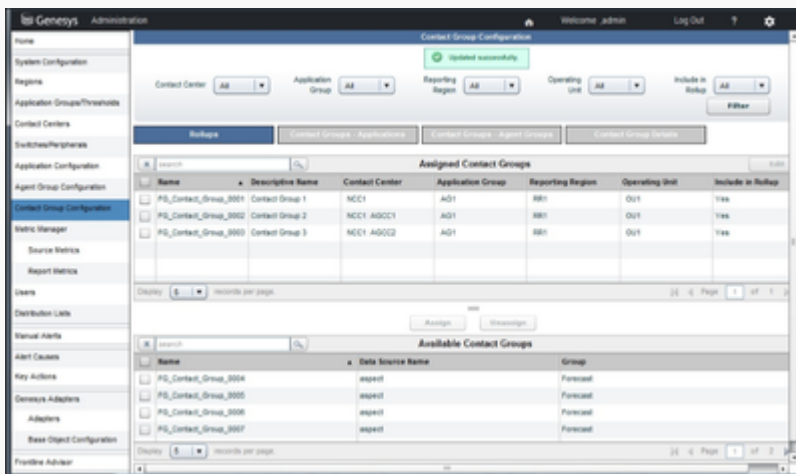 Genesys Administration Welcome ,admin Log Out ?
Home
System Configuration
Regions
Application Groups/Thresholds
Contact Centers
Switches/Peripherals
Application Configuration
Agent Group Configuration
Contact Group Configuration
Metric Manager
Source Metrics
Report Metrics
Users
Distribution Lists
Manual Alerts
Alert Causes
Key Actions
Genesys Adapters
Adapters
Base Object Configuration
Frontline Advisor
Contact Group Configuration
Updated successfully.
Contact Center All Application Group All Reporting Region All Operating Unit All Include in Rollup All
Filter
Rollups Contact Groups - Applications Contact Groups - Agent Groups Contact Group Details
x search Assigned Contact Groups Edit
Name Descriptive Name Contact Center Application Group Reporting Region Operating Unit Include in Rollup
FG_Contact_Group_0001 Contact Group 1 NCC1 AG1 RR1 OU1 Yes
FG_Contact_Group_0002 Contact Group 2 NCC1 AGCC1 AG1 RR1 OU1 Yes
FG_Contact_Group_0003 Contact Group 3 NCC1 AGCC2 AG1 RR1 OU1 Yes
Display 5 records per page. Page 1 of 1
Assign Unassign
x search Available Contact Groups
Name Data Source Name Group
FG_Contact_Group_0004 aspect Forecast
FG_Contact_Group_0005 aspect Forecast
FG_Contact_Group_0006 aspect Forecast
FG_Contact_Group_0007 aspect Forecast
Display 5 records per page. Page 1 of 2